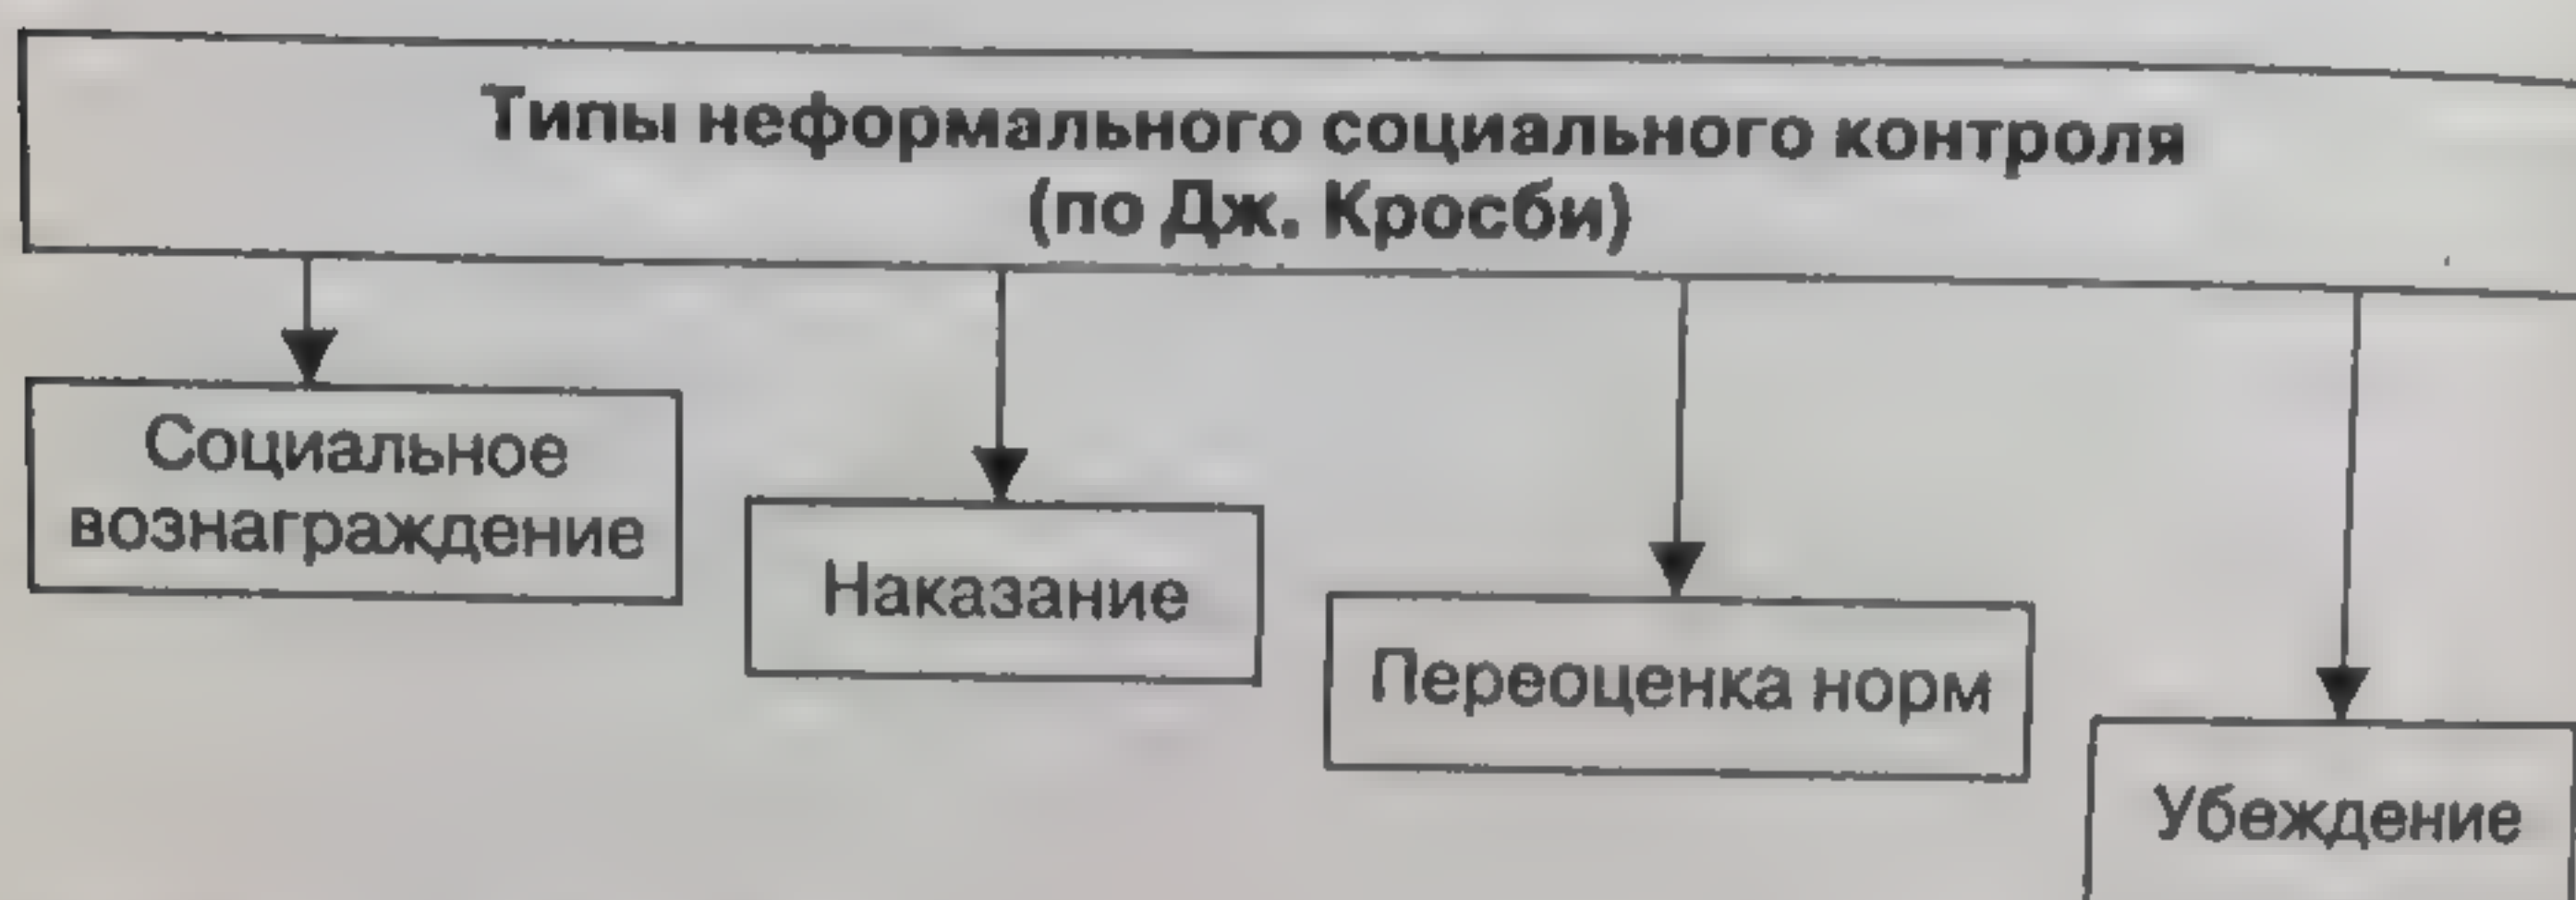 Типы неформального социального контроля
(по Дж. Кросби)
Социальное
вознаграждение
Наказание
Переоценка норм
Убеждение